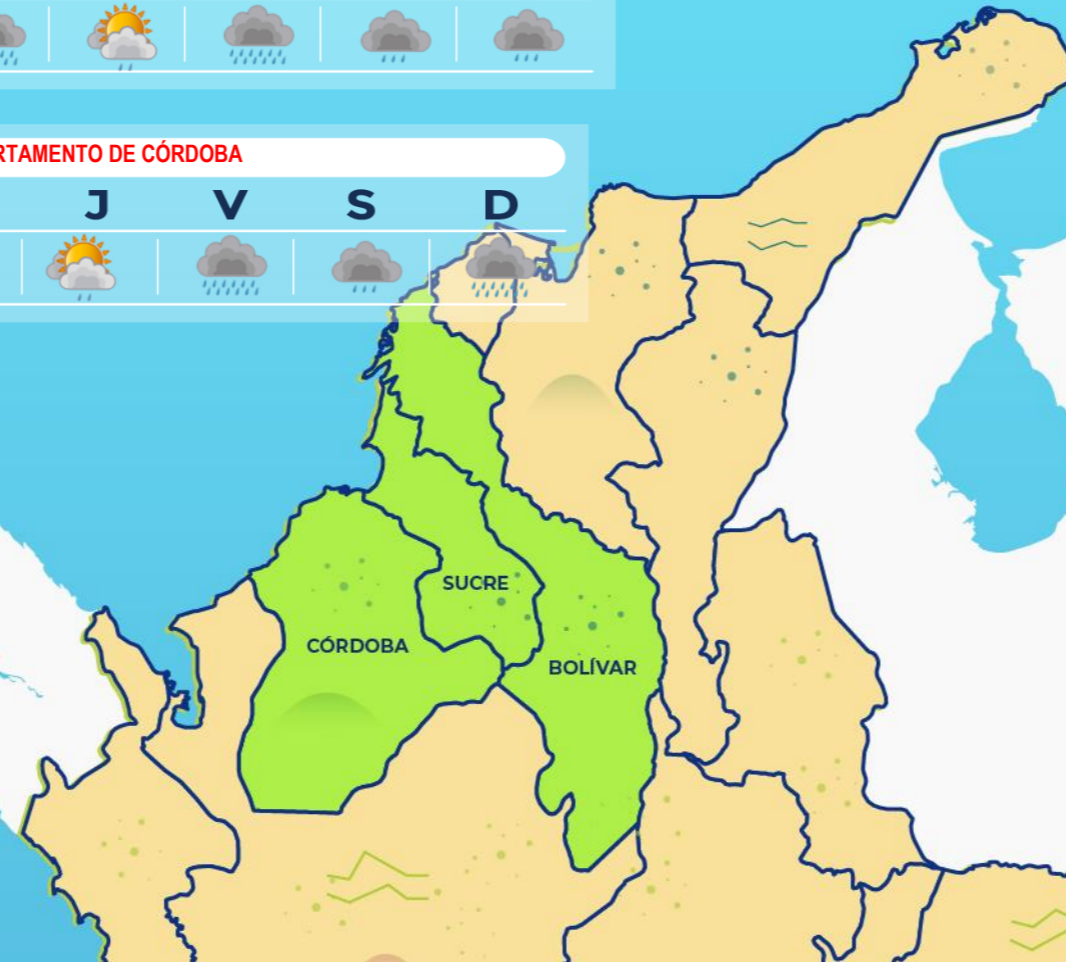 RTAMENTO DE CÓRDOBA
J V S D
SUCRE
CÓRDOBA
BOLÍVAR